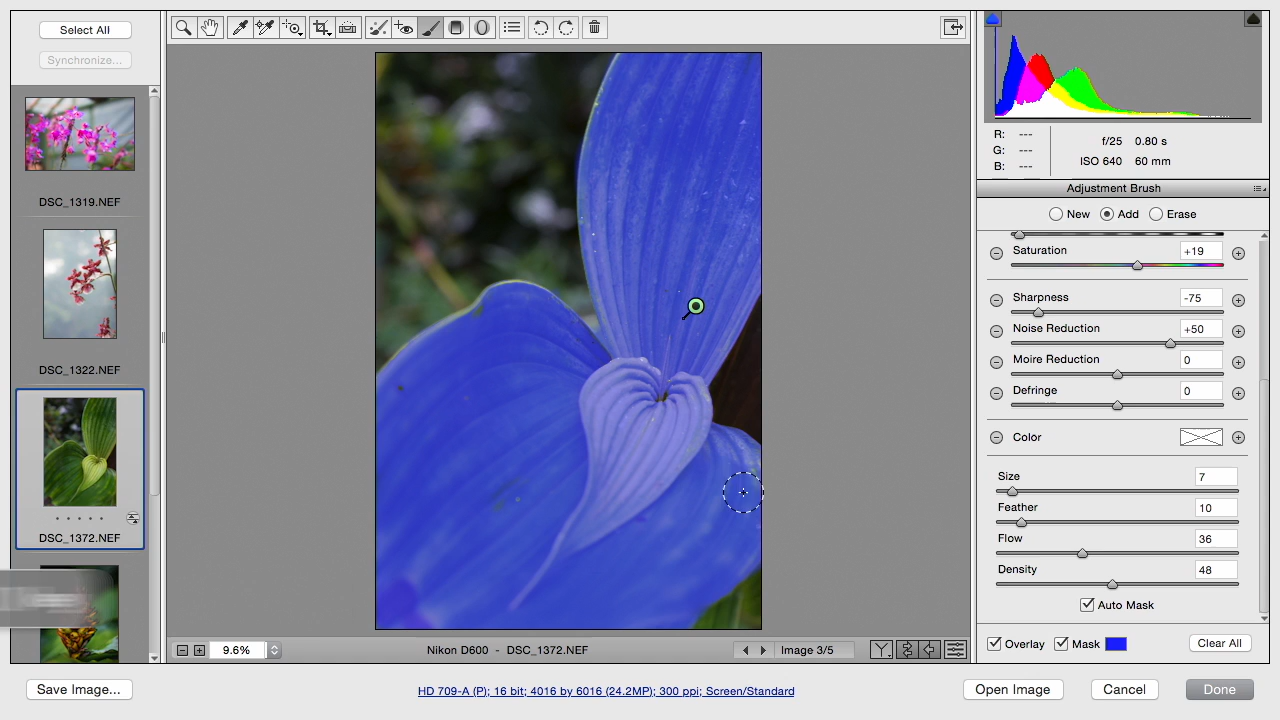 Select All
Synchronize...
DSC_1319.NEF
DSC_1322.NEF
DSC_1372.NEF
9.6%
Nikon D600 - DSC_1372.NEF
Image 3/5
R: ---
G: ---
B: ---
f/25 0.80 s
ISO 640 60 mm
Adjustment Brush
New Add Erase
Saturation +19
Sharpness -75
Noise Reduction +50
Moire Reduction 0
Defringe 0
Color
Size 7
Feather 10
Flow 36
Density 48
Auto Mask
Overlay Mask Clear All
Save Image... HD 709-A (P); 16 bit; 4016 by 6016 (24.2MP); 300 ppi; Screen/Standard Open Image Cancel Done